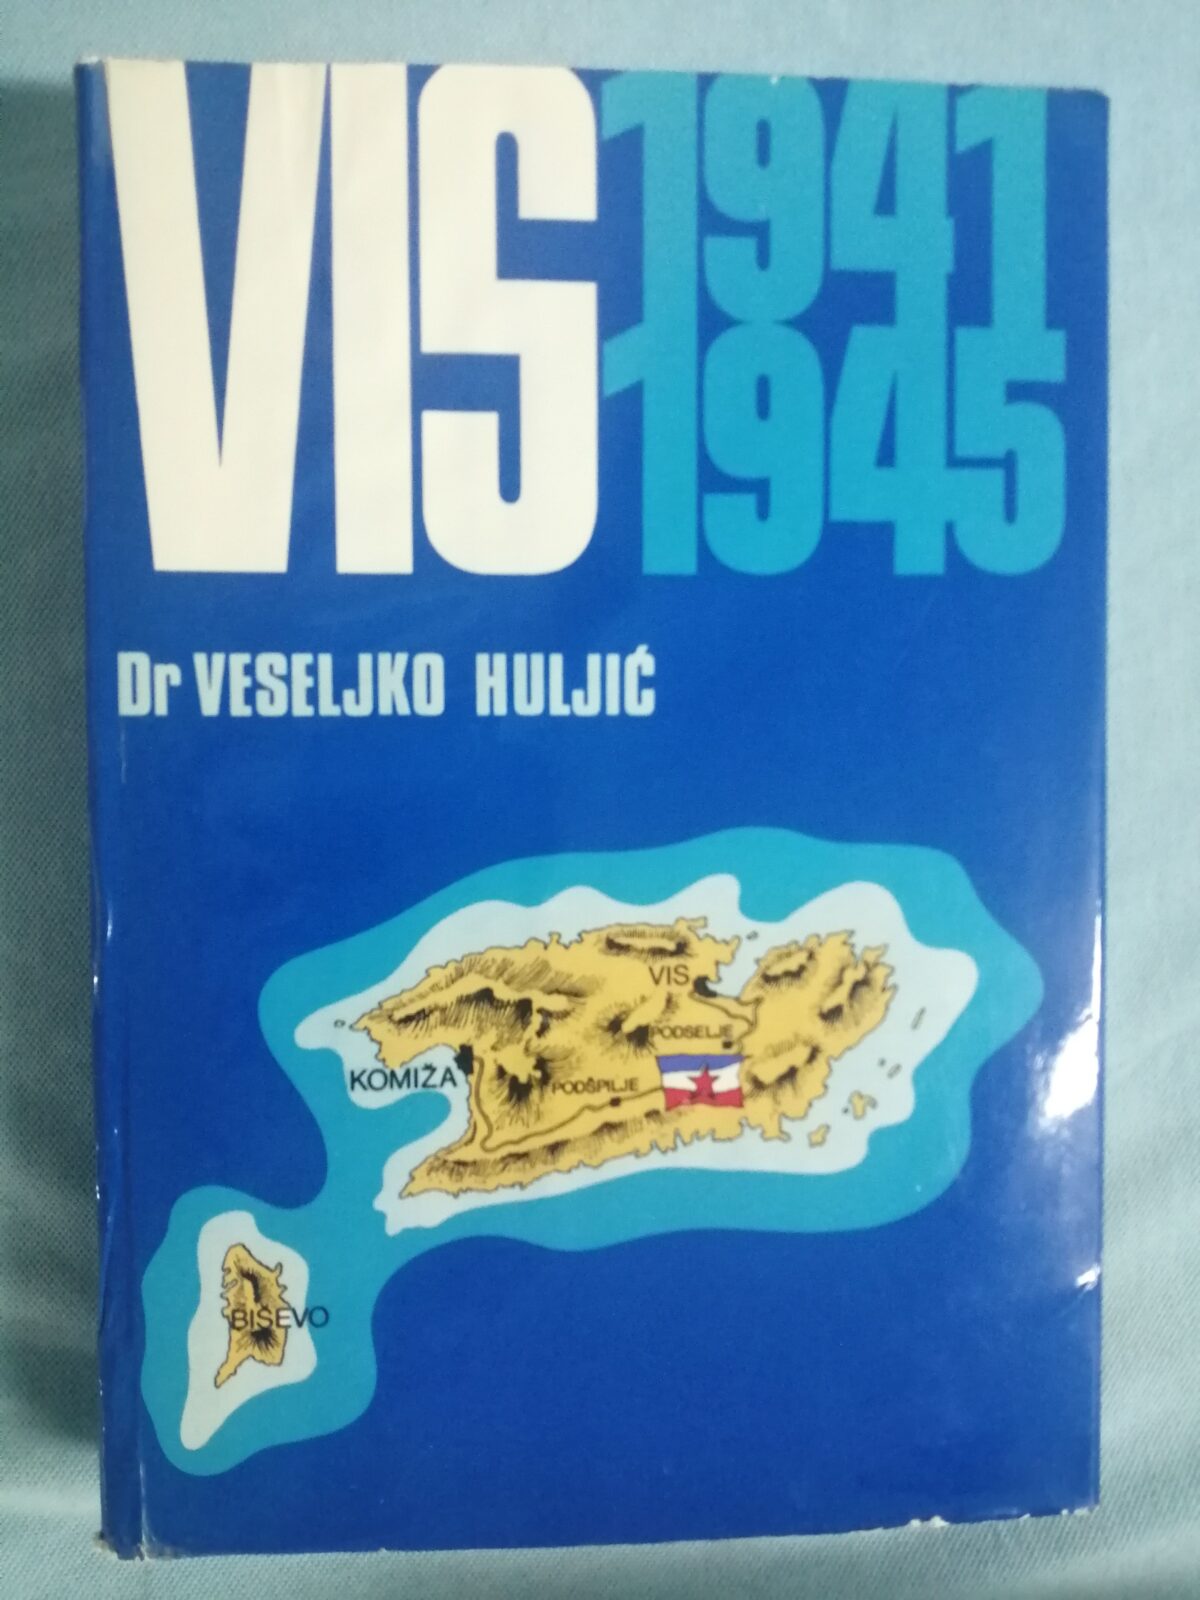 VIS 1941
1945
Dr VESELJKO HULJIĆ
VIS
PODSELJE
KOMIŽA
PODŠPILJE
BIŠEVO